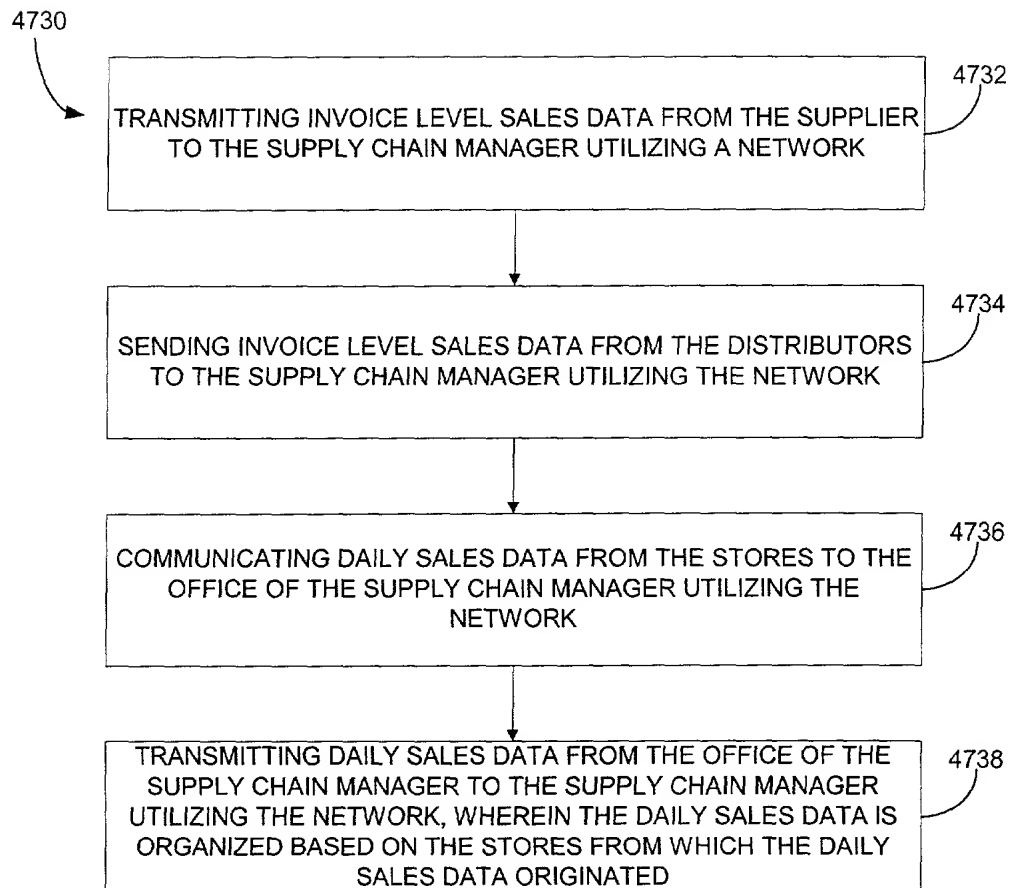 4730
4732
TRANSMITTING INVOICE LEVEL SALES DATA FROM THE SUPPLIER
TO THE SUPPLY CHAIN MANAGER UTILIZING A NETWORK
4734
SENDING INVOICE LEVEL SALES DATA FROM THE DISTRIBUTORS
TO THE SUPPLY CHAIN MANAGER UTILIZING THE NETWORK
4736
COMMUNICATING DAILY SALES DATA FROM THE STORES TO THE
OFFICE OF THE SUPPLY CHAIN MANAGER UTILIZING THE
NETWORK
4738
TRANSMITTING DAILY SALES DATA FROM THE OFFICE OF THE
SUPPLY CHAIN MANAGER TO THE SUPPLY CHAIN MANAGER
UTILIZING THE NETWORK, WHEREIN THE DAILY SALES DATA IS
ORGANIZED BASED ON THE STORES FROM WHICH THE DAILY
SALES DATA ORIGINATED